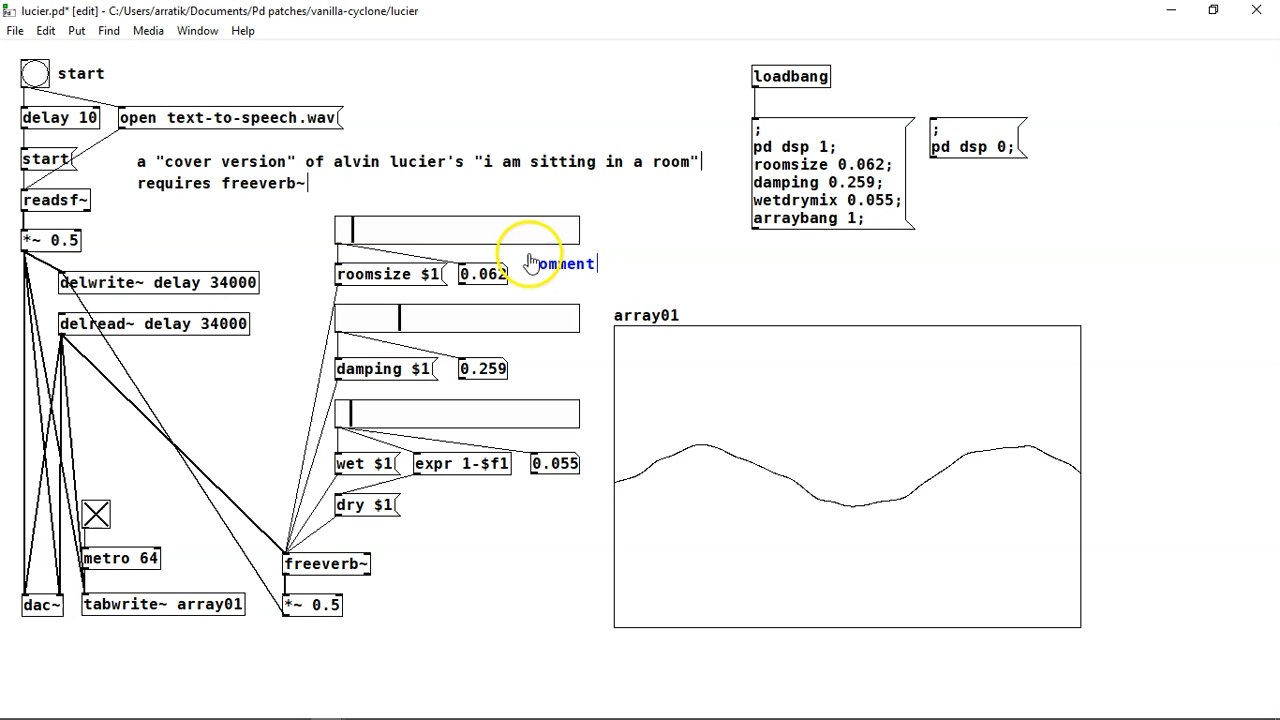 lucier.pd* [edit] - C:/Users/arratik/Documents/Pd patches/vanilla-cyclone/lucier
File Edit Put Find Media Window Help
start
delay 10
open text-to-speech.wav
start
a "cover version" of alvin lucier's "i am sitting in a room"
requires freeverb~
readsf~
*~ 0.5
delwrite~ delay 34000
delread~ delay 34000
roomsize $1
0.062
omment
damping $1
0.259
wet $1
expr 1-$f1
0.055
dry $1
metro 64
freeverb~
dac~
tabwrite~ array01
*~ 0.5
loadbang
;
pd dsp 1;
roomsize 0.062;
damping 0.259;
wetdrymix 0.055;
arraybang 1;
;
pd dsp 0;
array01